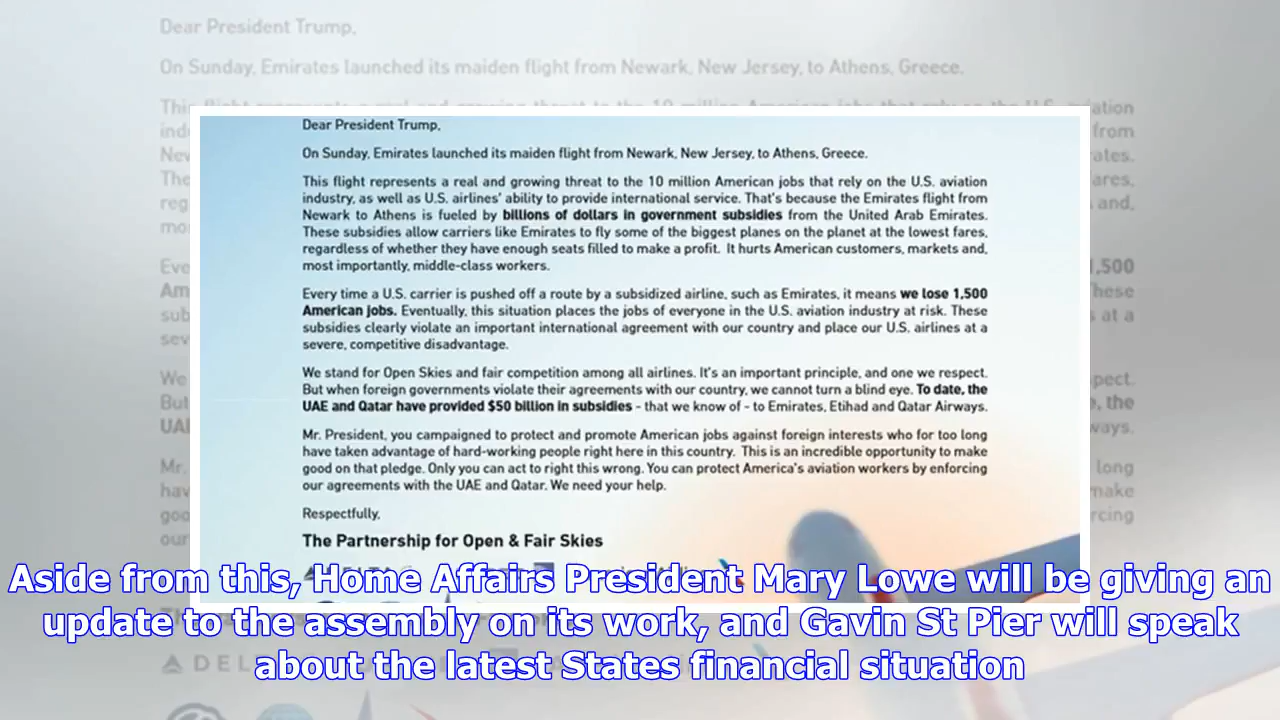 Dear President Trump,
On Sunday, Emirates launched its maiden flight from Newark, New Jersey, to Athens, Greece.
Dear President Trump,
On Sunday, Emirates launched its maiden flight from Newark, New Jersey, to Athens, Greece.
This flight represents a real and growing threat to the 10 million American jobs that rely on the U.S. aviation
industry, as well as U.S. airlines' ability to provide international service. That's because the Emirates flight from
Newark to Athens is fueled by billions of dollars in government subsidies from the United Arab Emirates.
These subsidies allow carriers like Emirates to fly some of the biggest planes on the planet at the lowest fares,
regardless of whether they have enough seats filled to make a profit. It hurts American customers, markets and,
most importantly, middle-class workers.
Every time a U.S. carrier is pushed off a route by a subsidized airline, such as Emirates, it means we lose 1,500
American jobs. Eventually, this situation places the jobs of everyone in the U.S. aviation industry at risk. These
subsidies clearly violate an important international agreement with our country and place our U.S. airlines at a
severe, competitive disadvantage.
We stand for Open Skies and fair competition among all airlines. It's an important principle, and one we respect.
But when foreign governments violate their agreements with our country, we cannot turn a blind eye. To date, the
UAE and Qatar have provided $50 billion in subsidies - that we know of - to Emirates, Etihad and Qatar Airways.
Mr. President, you campaigned to protect and promote American jobs against foreign interests who for too long
have taken advantage of hard-working people right here in this country. This is an incredible opportunity to make
good on that pledge. Only you can act to right this wrong. You can protect America's aviation workers by enforcing
our agreements with the UAE and Qatar. We need your help.
Respectfully,
The Partnership for Open & Fair Skies
Aside from this, Home Affairs President Mary Lowe will be giving an
update to the assembly on its work, and Gavin St Pier will speak
about the latest States financial situation